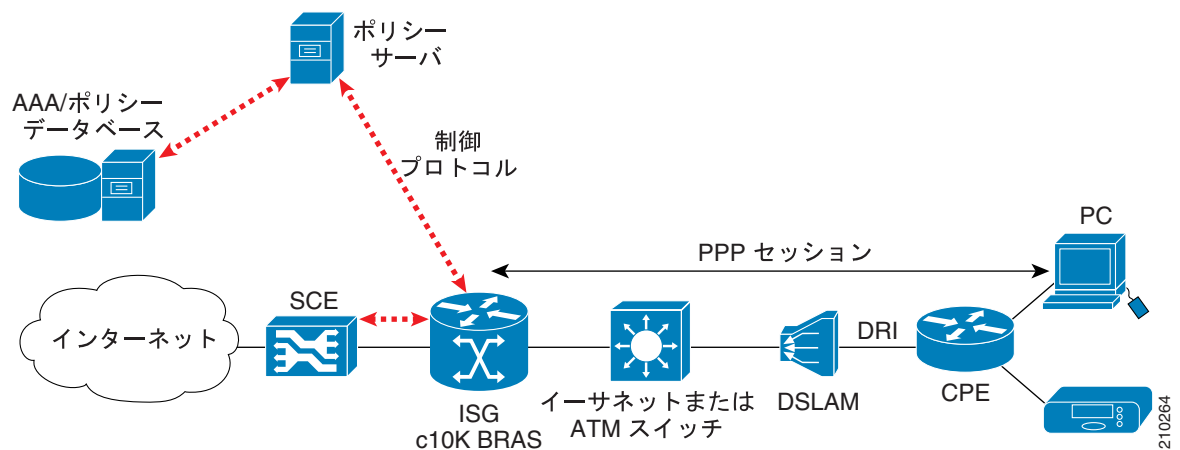 ポリシー
サーバ
AAA/ポリシー
データベース
制御
プロトコル
PC
PPP セッション
SCE
インターネット
DRI
ISG
c10K BRAS
イーサネットまたは
ATM スイッチ
DSLAM
CPE
210264